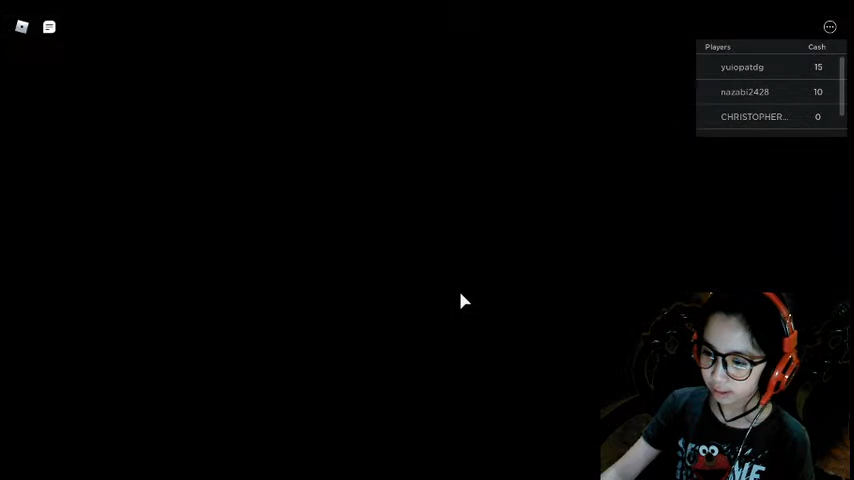 Players Cash
yuiopatdg 15
nazabi2428 10
CHRISTOPHER... 0